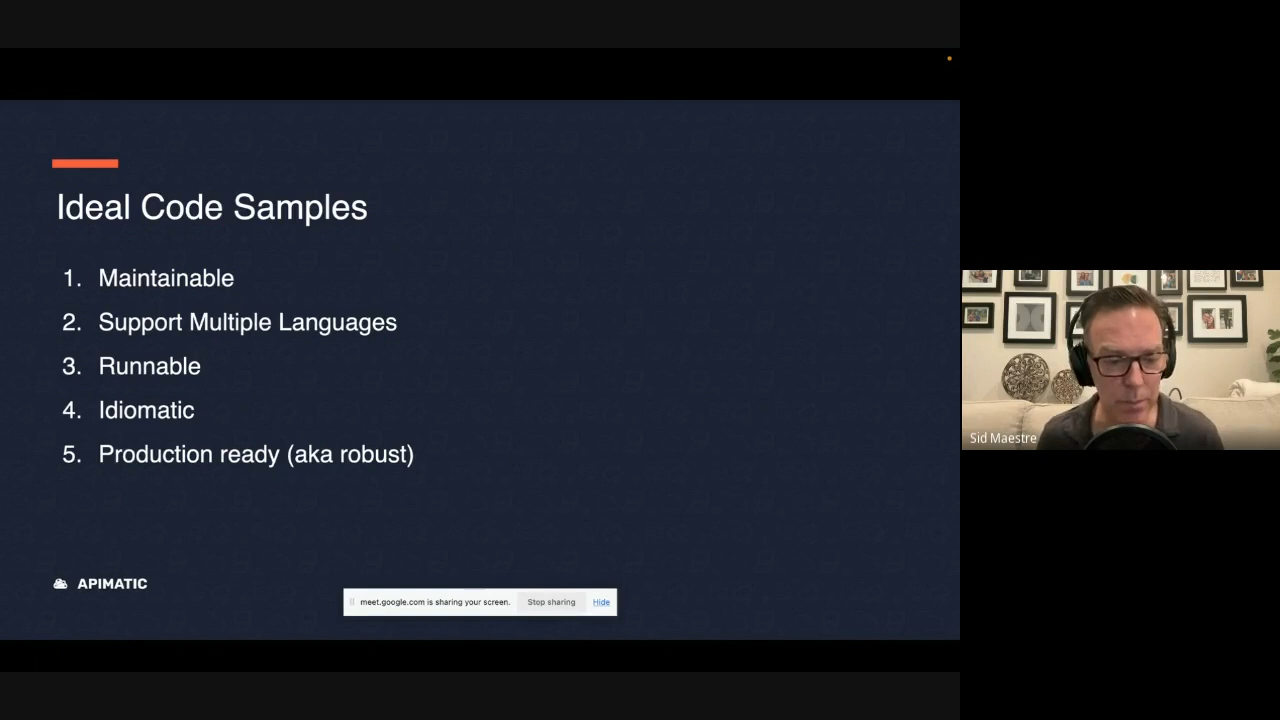 Ideal Code Samples
1. Maintainable
2. Support Multiple Languages
3. Runnable
4. Idiomatic
5. Production ready (aka robust)
APIMATIC
meet.google.com is sharing your screen. Stop sharing Hide
Sid Maestre